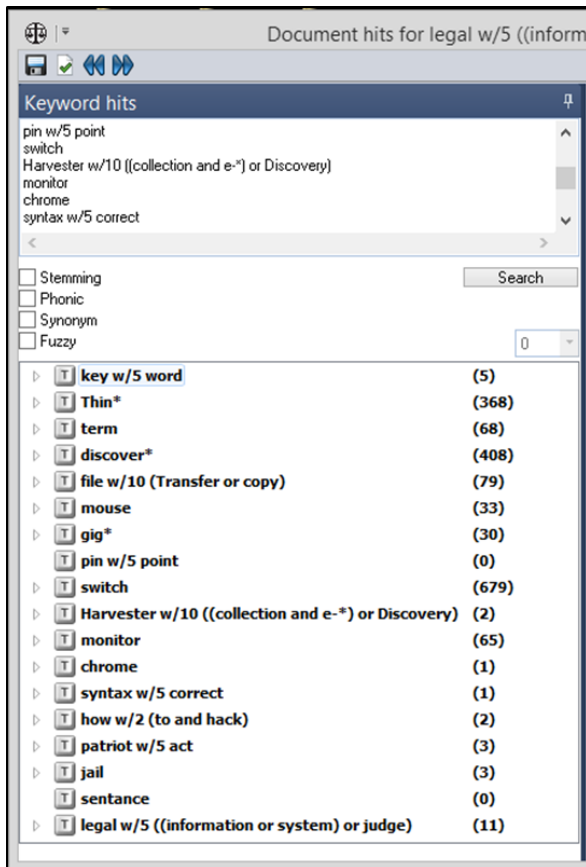 Document hits for legal w/5 ((inform
Keyword hits
pin w/5 point
switch
Harvester w/10 ((collection and e-*) or Discovery)
monitor
chrome
syntax w/5 correct
Stemming
Search
Phonic
Synonym
Fuzzy
0
key w/5 word (5)
Thin* (368)
term (68)
discover* (408)
file w/10 (Transfer or copy) (79)
mouse (33)
gig* (30)
pin w/5 point (0)
switch (679)
Harvester w/10 ((collection and e-*) or Discovery) (2)
monitor (65)
chrome (1)
syntax w/5 correct (1)
how w/2 (to and hack) (2)
patriot w/5 act (3)
jail (3)
sentance (0)
legal w/5 ((information or system) or judge) (11)